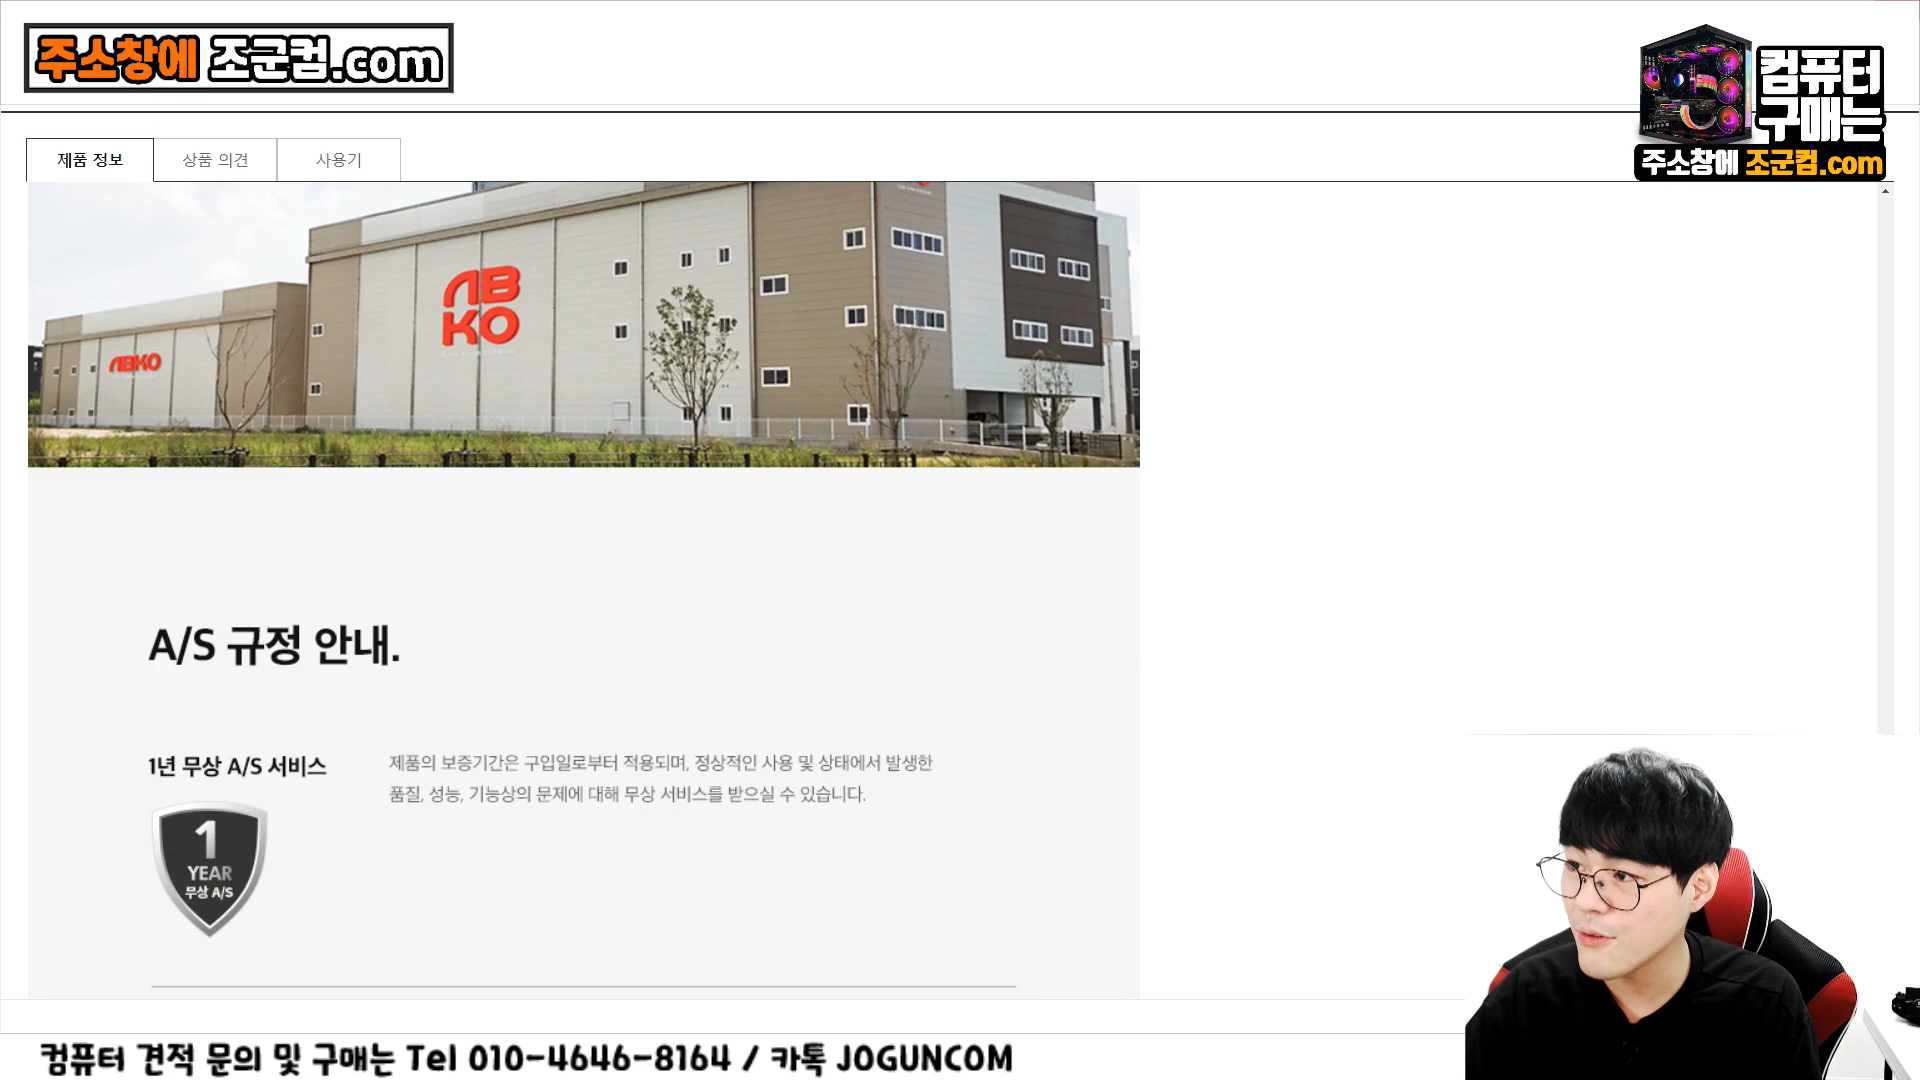 주소창에 조군컴.com
컴퓨터
구매는
주소창에 조군컴.com
제품 정보
상품 의견
사용기
ABKO
AB
KO
A/S 규정 안내.
1년 무상 A/S 서비스
제품의 보증기간은 구입일로부터 적용되며, 정상적인 사용 및 상태에서 발생한
품질, 성능, 기능상의 문제에 대해 무상 서비스를 받으실 수 있습니다.
1
YEAR
무상 A/S
컴퓨터 견적 문의 및 구매는 Tel 010-4646-8164 / 카톡 JOGUNCOM